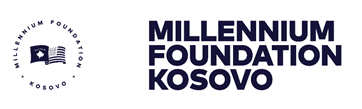 MILLENNIUM FOUNDATION
• KOSOVO •
MILLENNIUM
FOUNDATION
KOSOVO